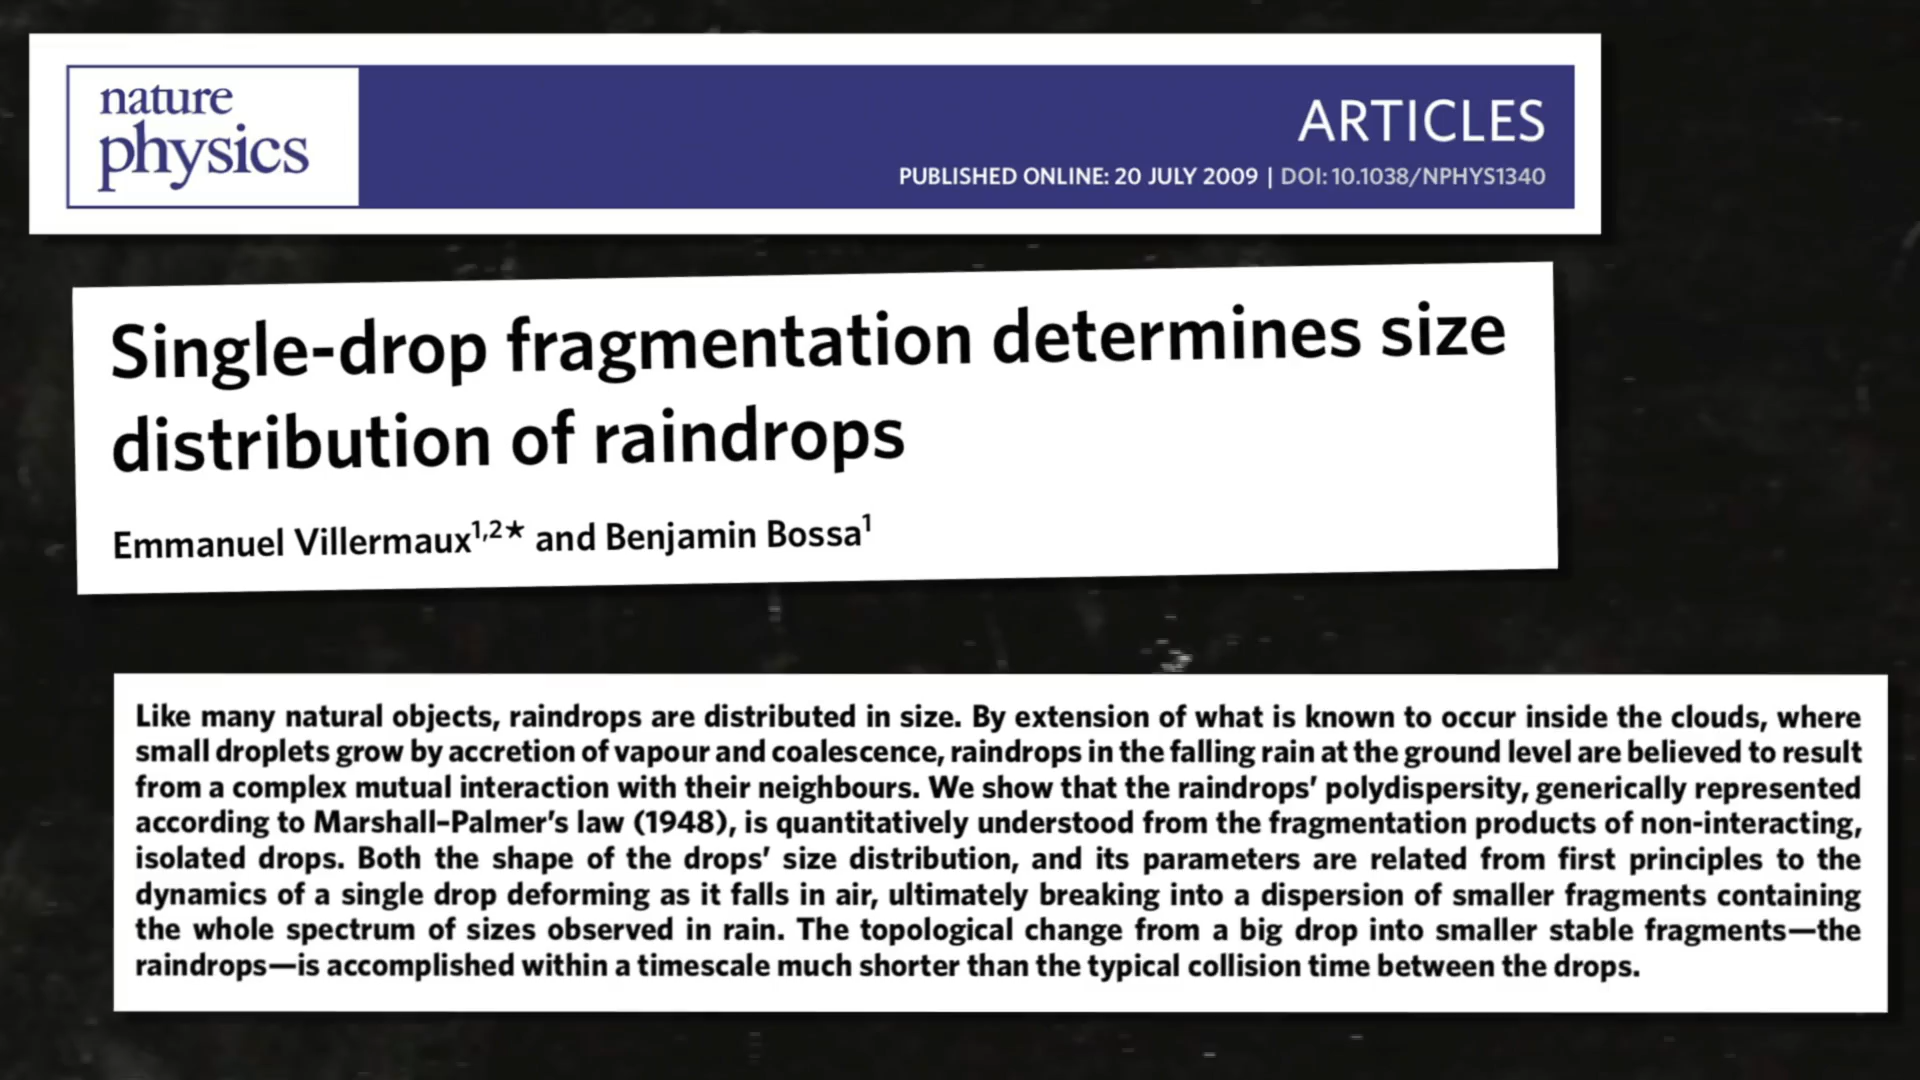 nature
physics
ARTICLES
PUBLISHED ONLINE: 20 JULY 2009 | DOI: 10.1038/NPHYS1340
Single-drop fragmentation determines size
distribution of raindrops
Emmanuel Villermaux1,2★ and Benjamin Bossa1
Like many natural objects, raindrops are distributed in size. By extension of what is known to occur inside the clouds, where
small droplets grow by accretion of vapour and coalescence, raindrops in the falling rain at the ground level are believed to result
from a complex mutual interaction with their neighbours. We show that the raindrops’ polydispersity, generically represented
according to Marshall–Palmer’s law (1948), is quantitatively understood from the fragmentation products of non-interacting,
isolated drops. Both the shape of the drops’ size distribution, and its parameters are related from first principles to the
dynamics of a single drop deforming as it falls in air, ultimately breaking into a dispersion of smaller fragments containing
the whole spectrum of sizes observed in rain. The topological change from a big drop into smaller stable fragments—the
raindrops—is accomplished within a timescale much shorter than the typical collision time between the drops.